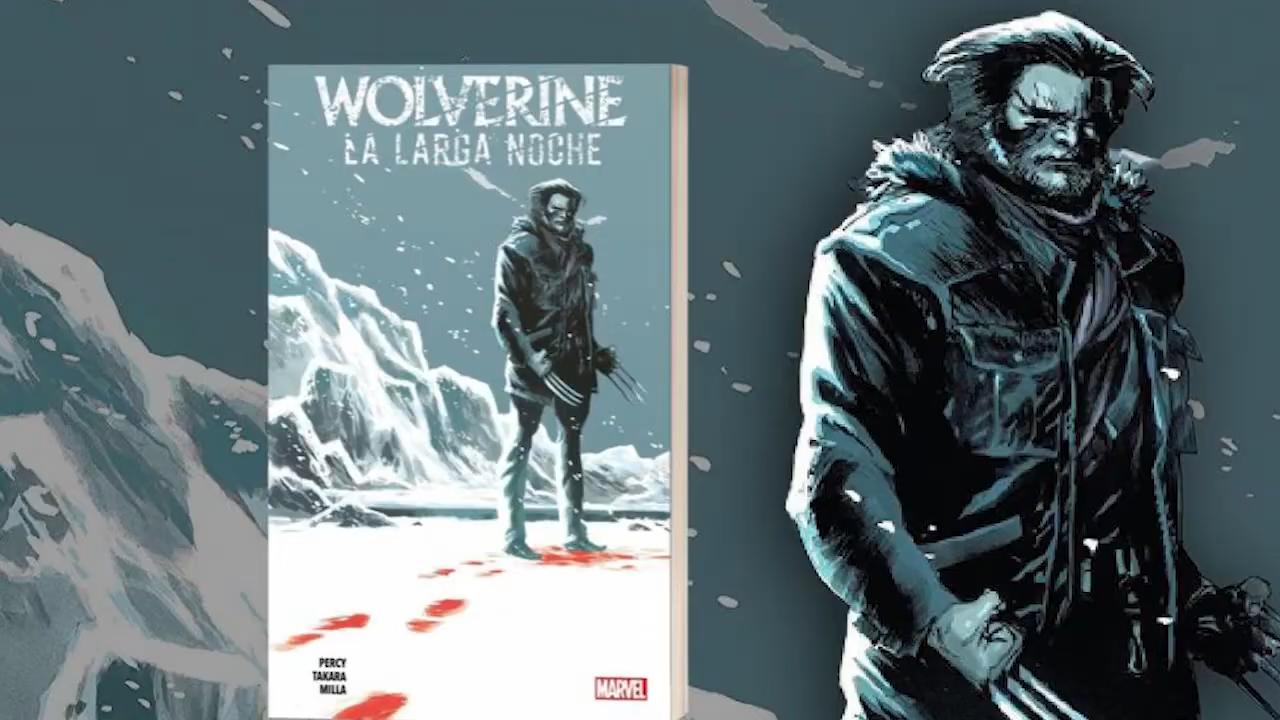 WOLVERINE
LA LARGA NOCHE
PERCY
TAKARA
MILLA
MARVEL